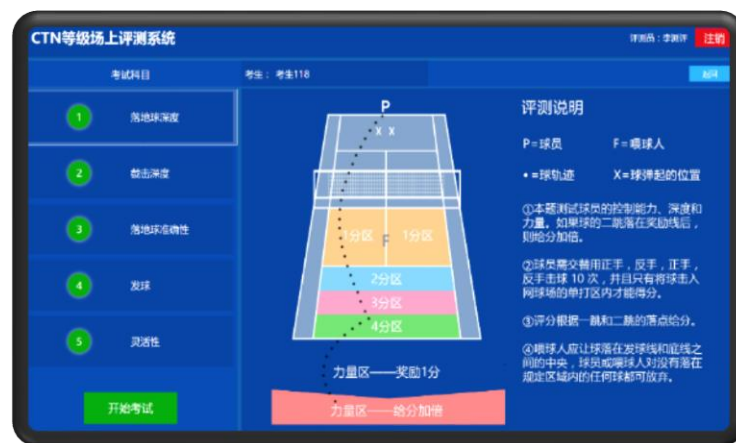 CTN等级场上评测系统
评测员：李测评
注销
考试科目
考生： 考生118
起网
1 落地球深度
2 截击深度
3 落地球准确性
4 发球
5 灵活性
开始考试
P
X X
1分区 F 1分区
2分区
3分区
4分区
力量区——奖励1分
力量区——给分加倍
评测说明
P=球员 F=喂球人
•=球轨迹 X=球弹起的位置
①本题测试球员的控制能力、深度和
力量。如果球的二跳落在奖励线后，
则给分加倍。
②球员需交替用正手，反手，正手，
反手击球 10 次，并且只有将球击入
网球场的单打区内才能得分。
③评分根据一跳和二跳的落点给分。
④喂球人应让球落在发球线和底线之
间的中央，球员或喂球人对没有落在
规定区域内的任何球都可放弃。